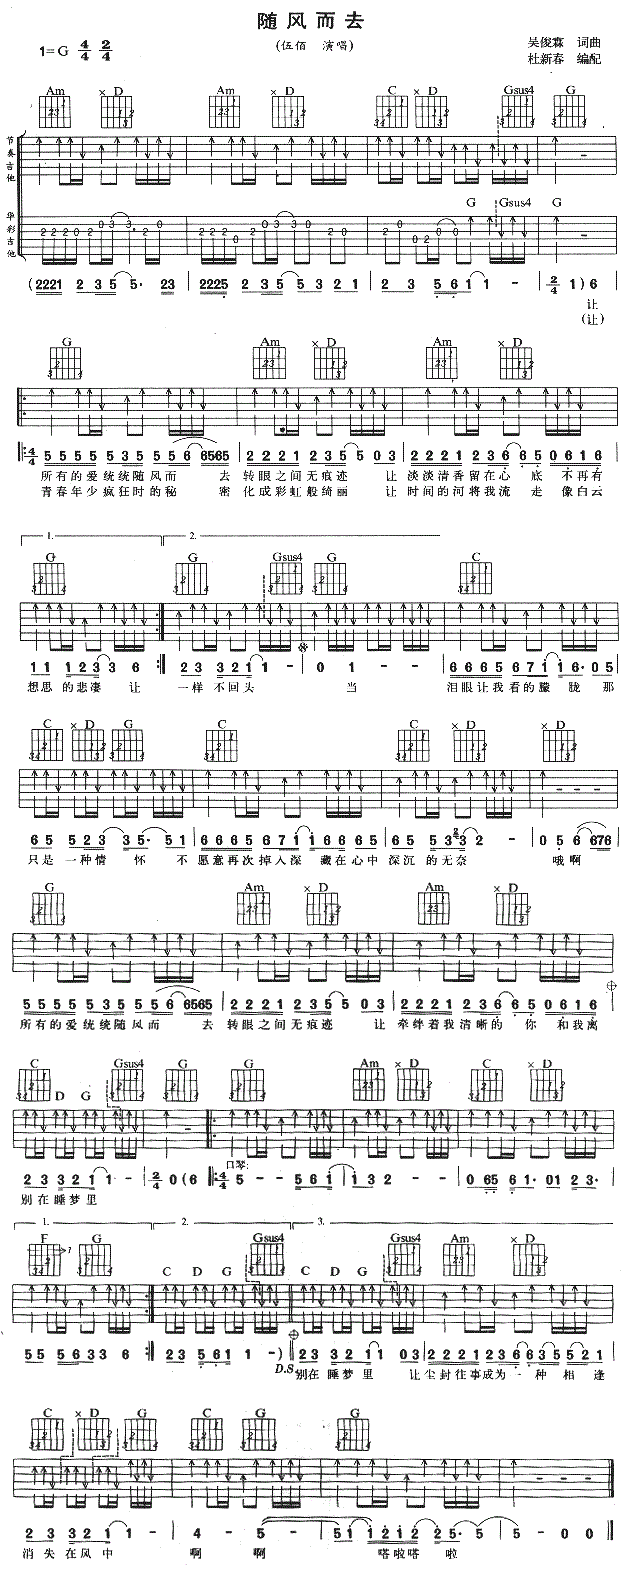 随风而去
(伍佰 演唱)
吴俊霖 词曲
杜新春 编配
1=G 4/4 2/4
Am × D Am × D C × D Gsus4 G
节奏吉他
华彩吉他
G Gsus4 G
(2221 2 3 5 5· 23 2225 2 3 5 5 3 2 1 2 3 5 6 1 1 - 2/4 1) 6
让
(让)
G Am × D Am × D
4/4 5 5 5 5 5 5 5 5 5 6 6565 2 2 2 1 2 3 5 5 0 3 2 2 2 1 2 3 6 6 5 0 6 1 6
所有的爱统统随风而 去 转眼之间无痕迹 让 淡淡清香留在心 底 不再有
青春年少疯狂时的秘 密 化成彩虹般绮丽 让 时间的河将我流 走 像白云
1. 2.
G G Gsus4 G C
1 1 1 2 3 3 6 2 3 3 2 1 1 - 0 1 - 6 6 6 5 6 7 1 1 6· 0 5
想思的悲凄 让 一样不回头 当 泪眼让我看的朦 胧 那
C × D G C C × D × D
6 5 5 2 3 3 5· 5 1 6 6 6 5 6 7 1 1 6 6 6 5 6 5 5 3 3 2 - 0 5 6 676
只是一种情 怀 不 愿意再次掉入深 藏在心中 深沉的无奈 哦啊
G Am × D Am × D
5 5 5 5 5 5 5 5 5 6 6565 2 2 2 1 2 3 5 5 0 3 2 2 2 1 2 3 6 6 5 0 6 1 6
所有的爱统统随风而 去 转眼之间无痕迹 让 牵绊着我清晰的 你 和我离
C D G Gsus4 G G Am × D C × D
口琴:
2 3 3 2 1 1 - 2/4 0 (6 4/4 5 - - 5 6 1 1 3 2 - - 0 65 6 1· 01 2 3·
别在睡梦里
1. 2. 3.
F G C D G Gsus4 C D G Gsus4 Am × D
5 5 5 6 3 3 6 2 3 5 6 1 1 -) 2 3 3 2 1 1 0 3 2 2 2 1 2 3 6 6 3 5 5 2 1
D.S
别在睡梦里 让尘封往事成为一种相逢
C × D G C G G
2 3 3 2 1 1 - 4 - 5 51 1 2 1 2 2 5· 5 5 - 0 0
消失在风中 啊 啊 嗒啦嗒 啦